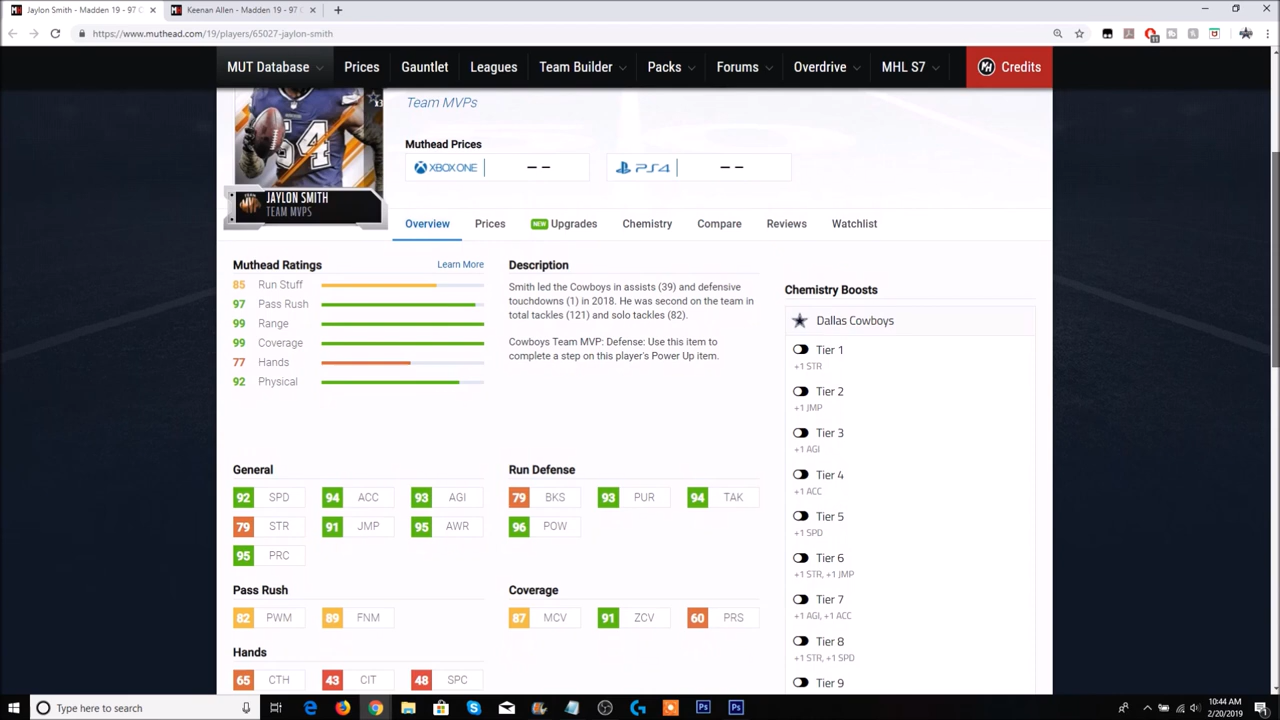 Jaylon Smith - Madden 19 - 97 O
Keenan Allen - Madden 19 - 97 O
https://www.muthead.com/19/players/65027-jaylon-smith
MUT Database Prices Gauntlet Leagues Team Builder Packs Forums Overdrive MHL S7 Credits
Team MVPs
Muthead Prices
XBOX ONE – –
PS4 – –
54
JAYLON SMITH
TEAM MVPS
Overview Prices NEW Upgrades Chemistry Compare Reviews Watchlist
Muthead Ratings Learn More
85 Run Stuff
97 Pass Rush
99 Range
99 Coverage
77 Hands
92 Physical
Description
Smith led the Cowboys in assists (39) and defensive
touchdowns (1) in 2018. He was second on the team in
total tackles (121) and solo tackles (82).
Cowboys Team MVP: Defense: Use this item to
complete a step on this player's Power Up item.
General
92 SPD 94 ACC 93 AGI
79 STR 91 JMP 95 AWR
95 PRC
Run Defense
79 BKS 93 PUR 94 TAK
96 POW
Pass Rush
82 PWM 89 FNM
Coverage
87 MCV 91 ZCV 60 PRS
Hands
65 CTH 43 CIT 48 SPC
Chemistry Boosts
Dallas Cowboys
Tier 1
+1 STR
Tier 2
+1 JMP
Tier 3
+1 AGI
Tier 4
+1 ACC
Tier 5
+1 SPD
Tier 6
+1 STR, +1 JMP
Tier 7
+1 AGI, +1 ACC
Tier 8
+1 STR, +1 SPD
Tier 9
Type here to search
10:44 AM
2/20/2019